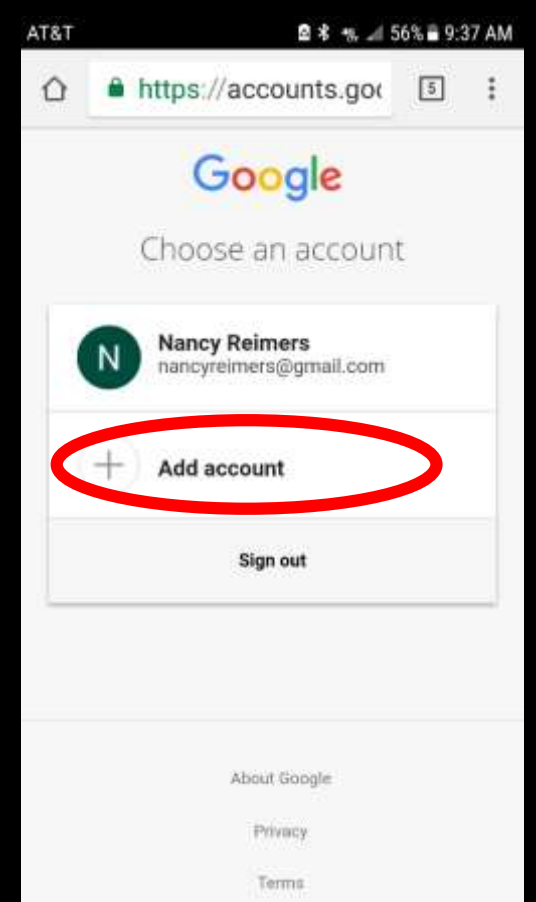 AT&T 56% 9:37 AM
https://accounts.goo 5
Google
Choose an account
N
Nancy Reimers
nancyreimers@gmail.com
Add account
Sign out
About Google
Privacy
Terms